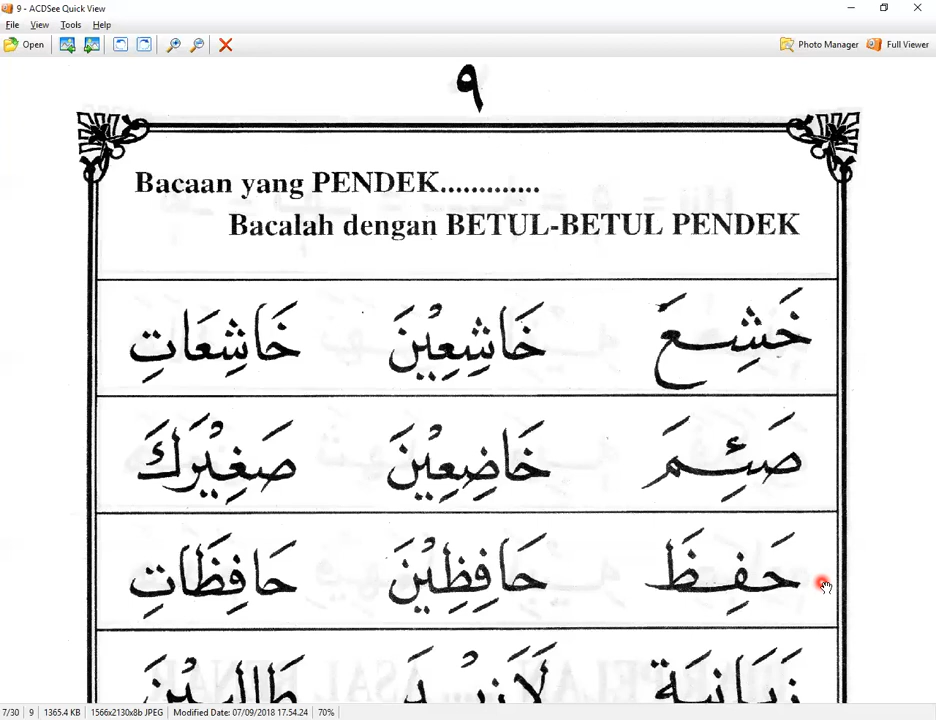 9 - ACDSee Quick View
File View Tools Help
Open Photo Manager Full Viewer
٩
Bacaan yang PENDEK.............
Bacalah dengan BETUL-BETUL PENDEK
خَشِعَ خَاشِعِيْنَ خَاشِعَاتِ
صَئِمَ خَاضِعِيْنَ صَغِيْرَكَ
حَفِظَ حَافِظِيْنَ حَافِظَاتِ
7/30 9 1365.4 KB 1566x2130x8b JPEG Modified Date: 07/09/2018 17.54.24 70%